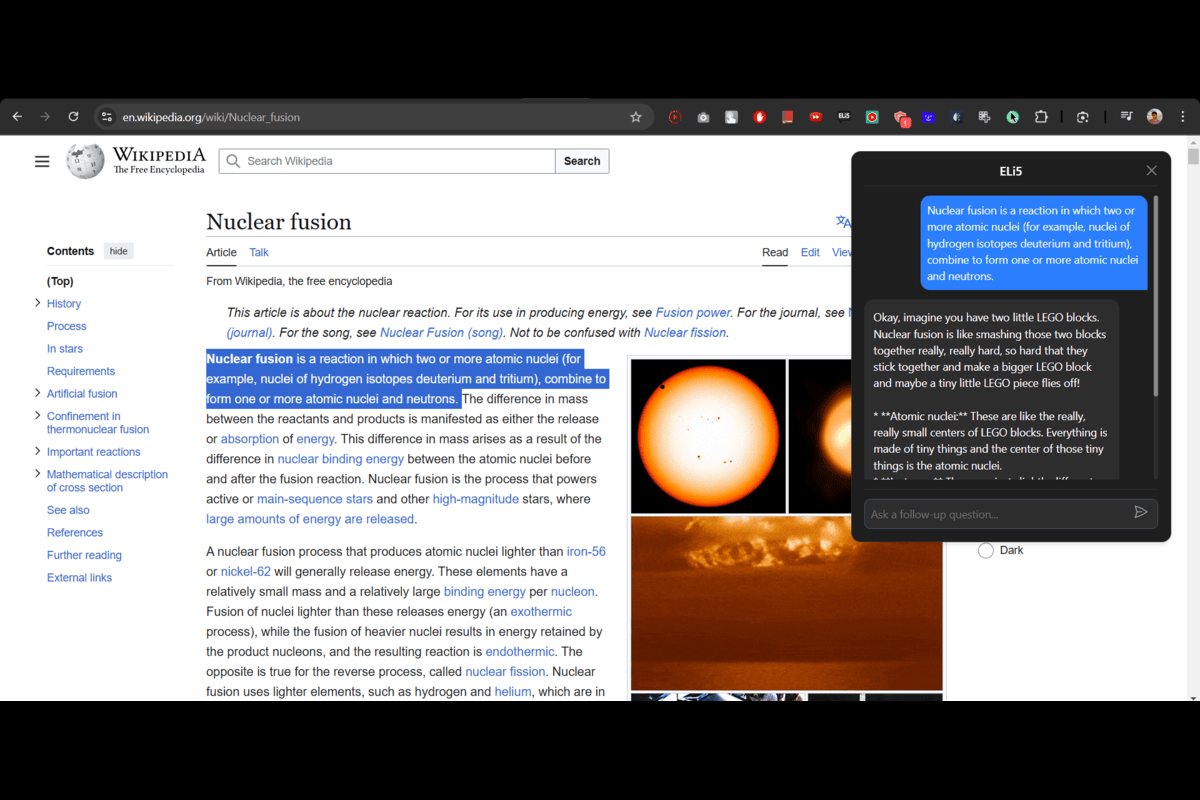 en.wikipedia.org/wiki/Nuclear_fusion
ELI5
WIKIPEDIA
The Free Encyclopedia
Search Wikipedia
Search
Nuclear fusion
Contents
hide
(Top)
History
Process
In stars
Requirements
Artificial fusion
Confinement in
thermonuclear fusion
Important reactions
Mathematical description
of cross section
See also
References
Further reading
External links
Article
Talk
Read
Edit
View
From Wikipedia, the free encyclopedia
This article is about the nuclear reaction. For its use in producing energy, see Fusion power. For the journal, see
(journal). For the song, see Nuclear Fusion (song). Not to be confused with Nuclear fission.
Nuclear fusion is a reaction in which two or more atomic nuclei (for
example, nuclei of hydrogen isotopes deuterium and tritium), combine to
form one or more atomic nuclei and neutrons. The difference in mass
between the reactants and products is manifested as either the release
or absorption of energy. This difference in mass arises as a result of the
difference in nuclear binding energy between the atomic nuclei before
and after the fusion reaction. Nuclear fusion is the process that powers
active or main-sequence stars and other high-magnitude stars, where
large amounts of energy are released.
A nuclear fusion process that produces atomic nuclei lighter than iron-56
or nickel-62 will generally release energy. These elements have a
relatively small mass and a relatively large binding energy per nucleon.
Fusion of nuclei lighter than these releases energy (an exothermic
process), while the fusion of heavier nuclei results in energy retained by
the product nucleons, and the resulting reaction is endothermic. The
opposite is true for the reverse process, called nuclear fission. Nuclear
fusion uses lighter elements, such as hydrogen and helium, which are in
ELi5
Nuclear fusion is a reaction in which two or
more atomic nuclei (for example, nuclei of
hydrogen isotopes deuterium and tritium),
combine to form one or more atomic nuclei
and neutrons.
Okay, imagine you have two little LEGO blocks.
Nuclear fusion is like smashing those two blocks
together really, really hard, so hard that they
stick together and make a bigger LEGO block
and maybe a tiny little LEGO piece flies off!
* **Atomic nuclei:** These are like the really,
really small centers of LEGO blocks. Everything is
made of tiny things and the center of those tiny
things is the atomic nuclei.
Ask a follow-up question...
Dark